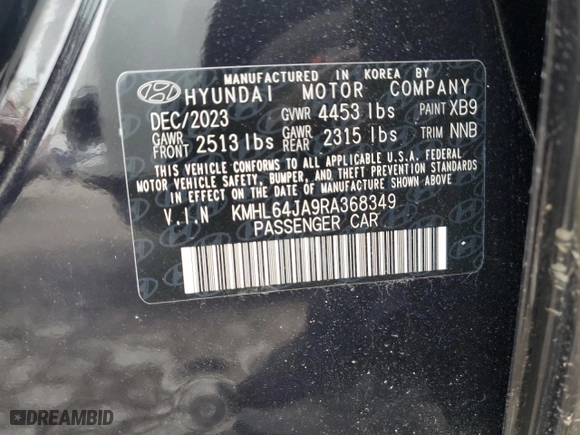 MANUFACTURED IN KOREA BY
HYUNDAI MOTOR COMPANY
DEC/2023 GVWR 4453 lbs PAINT XB9
GAWR FRONT 2513 lbs GAWR REAR 2315 lbs TRIM NNB
THIS VEHICLE CONFORMS TO ALL APPLICABLE U.S.A. FEDERAL
MOTOR VEHICLE SAFETY, BUMPER, AND THEFT PREVENTION
STANDARDS IN EFFECT ON THE DATE OF MANUFACTURE SHOWN ABOVE.
V.I.N KMHL64JA9RA368349
PASSENGER CAR
DREAMBID